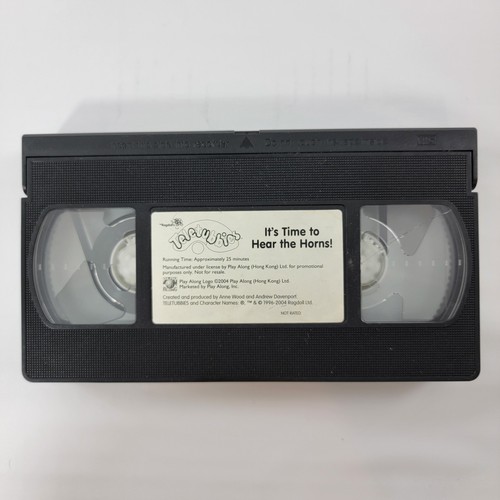 Teletubbies
It's Time to
Hear the Horns!
Running Time: Approximately 25 minutes
Manufactured under license by Play Along (Hong Kong) Ltd. for promotional
purposes only. Not for resale.
Play Along Logo ©2004 Play Along (Hong Kong) Ltd.
Marketed by Play Along, Inc.
Created and produced by Anne Wood and Andrew Davenport.
TELETUBBIES and Character Names: ®, ™ & © 1996-2004 Ragdoll Ltd.
NOT RATED
VHS